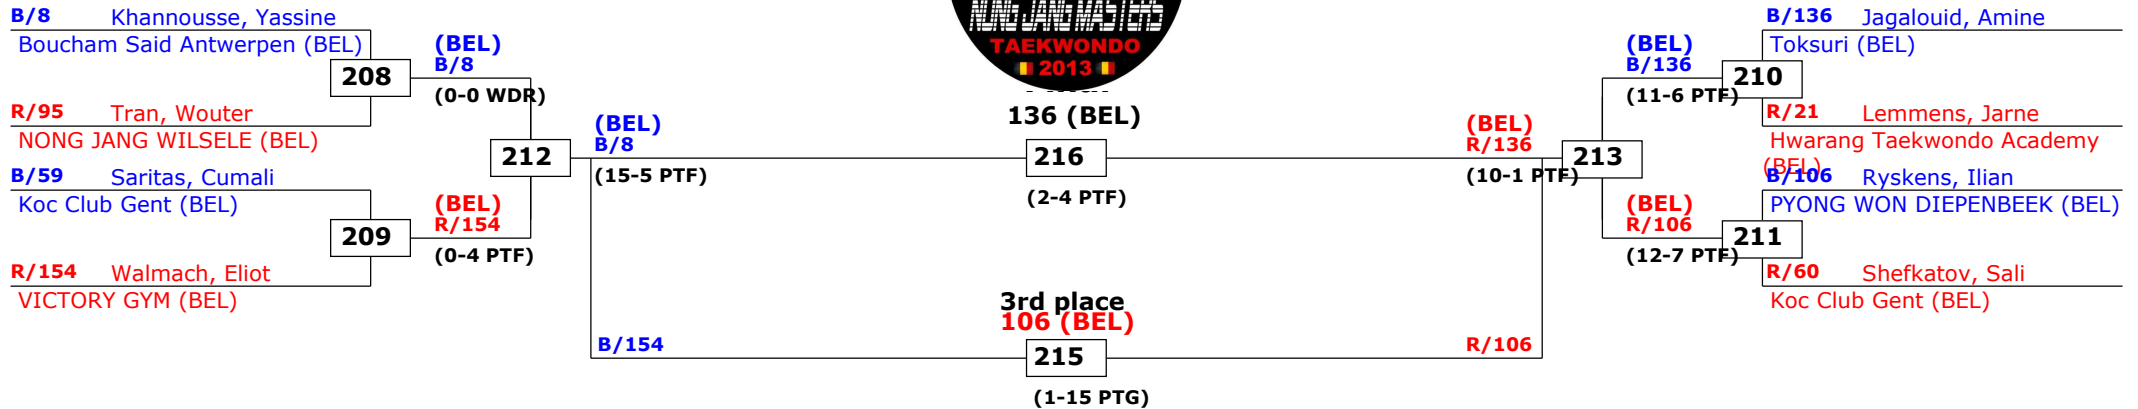 B/8 Khannousse, Yassine
Boucham Said Antwerpen (BEL)
208
R/95 Tran, Wouter
NONG JANG WILSELE (BEL)
B/59 Saritas, Cumali
Koc Club Gent (BEL)
209
R/154 Walmach, Eliot
VICTORY GYM (BEL)
(BEL)
B/8
(0-0 WDR)
212
(BEL)
R/154
(0-4 PTF)
(BEL)
B/8
(15-5 PTF)
B/154
NONG JANG MASTERS
TAEKWONDO
2013
136 (BEL)
216
(2-4 PTF)
3rd place
106 (BEL)
215
(1-15 PTG)
(BEL)
R/136
(10-1 PTF)
R/106
213
(BEL)
B/136
(11-6 PTF)
(BEL)
R/106
(12-7 PTF)
B/136 Jagalouid, Amine
Toksuri (BEL)
210
R/21 Lemmens, Jarne
Hwarang Taekwondo Academy
(BEL)
B/106 Ryskens, Ilian
PYONG WON DIEPENBEEK (BEL)
211
R/60 Shefkatov, Sali
Koc Club Gent (BEL)